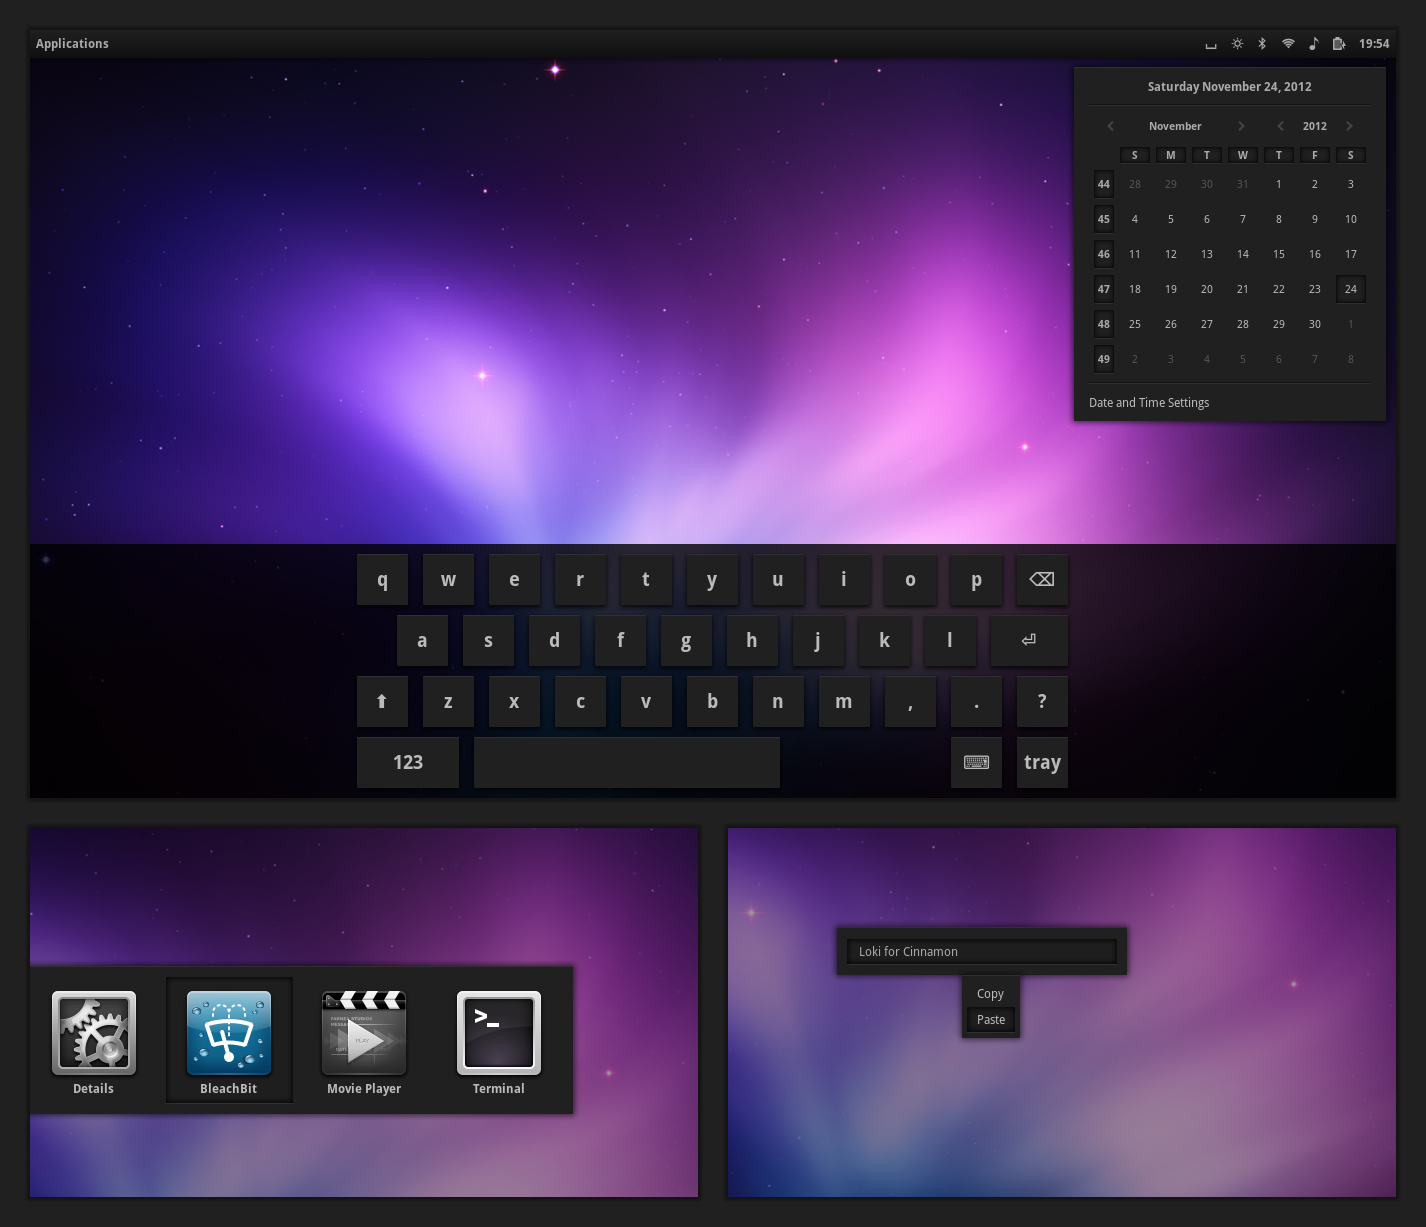 Applications 19:54
Saturday November 24, 2012
November 2012
S M T W T F S
44 28 29 30 31 1 2 3
45 4 5 6 7 8 9 10
46 11 12 13 14 15 16 17
47 18 19 20 21 22 23 24
48 25 26 27 28 29 30 1
49 2 3 4 5 6 7 8
Date and Time Settings
q w e r t y u i o p
a s d f g h j k l
z x c v b n m , . ?
123 tray
>_
PLAY
Details BleachBit Movie Player Terminal
Loki for Cinnamon
Copy
Paste